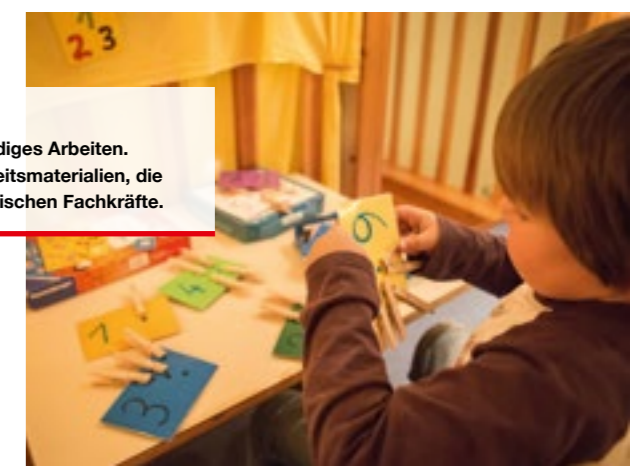 1
2 3
diges Arbeiten.
eitsmaterialien, die
ischen Fachkräfte.
6
4
1
3